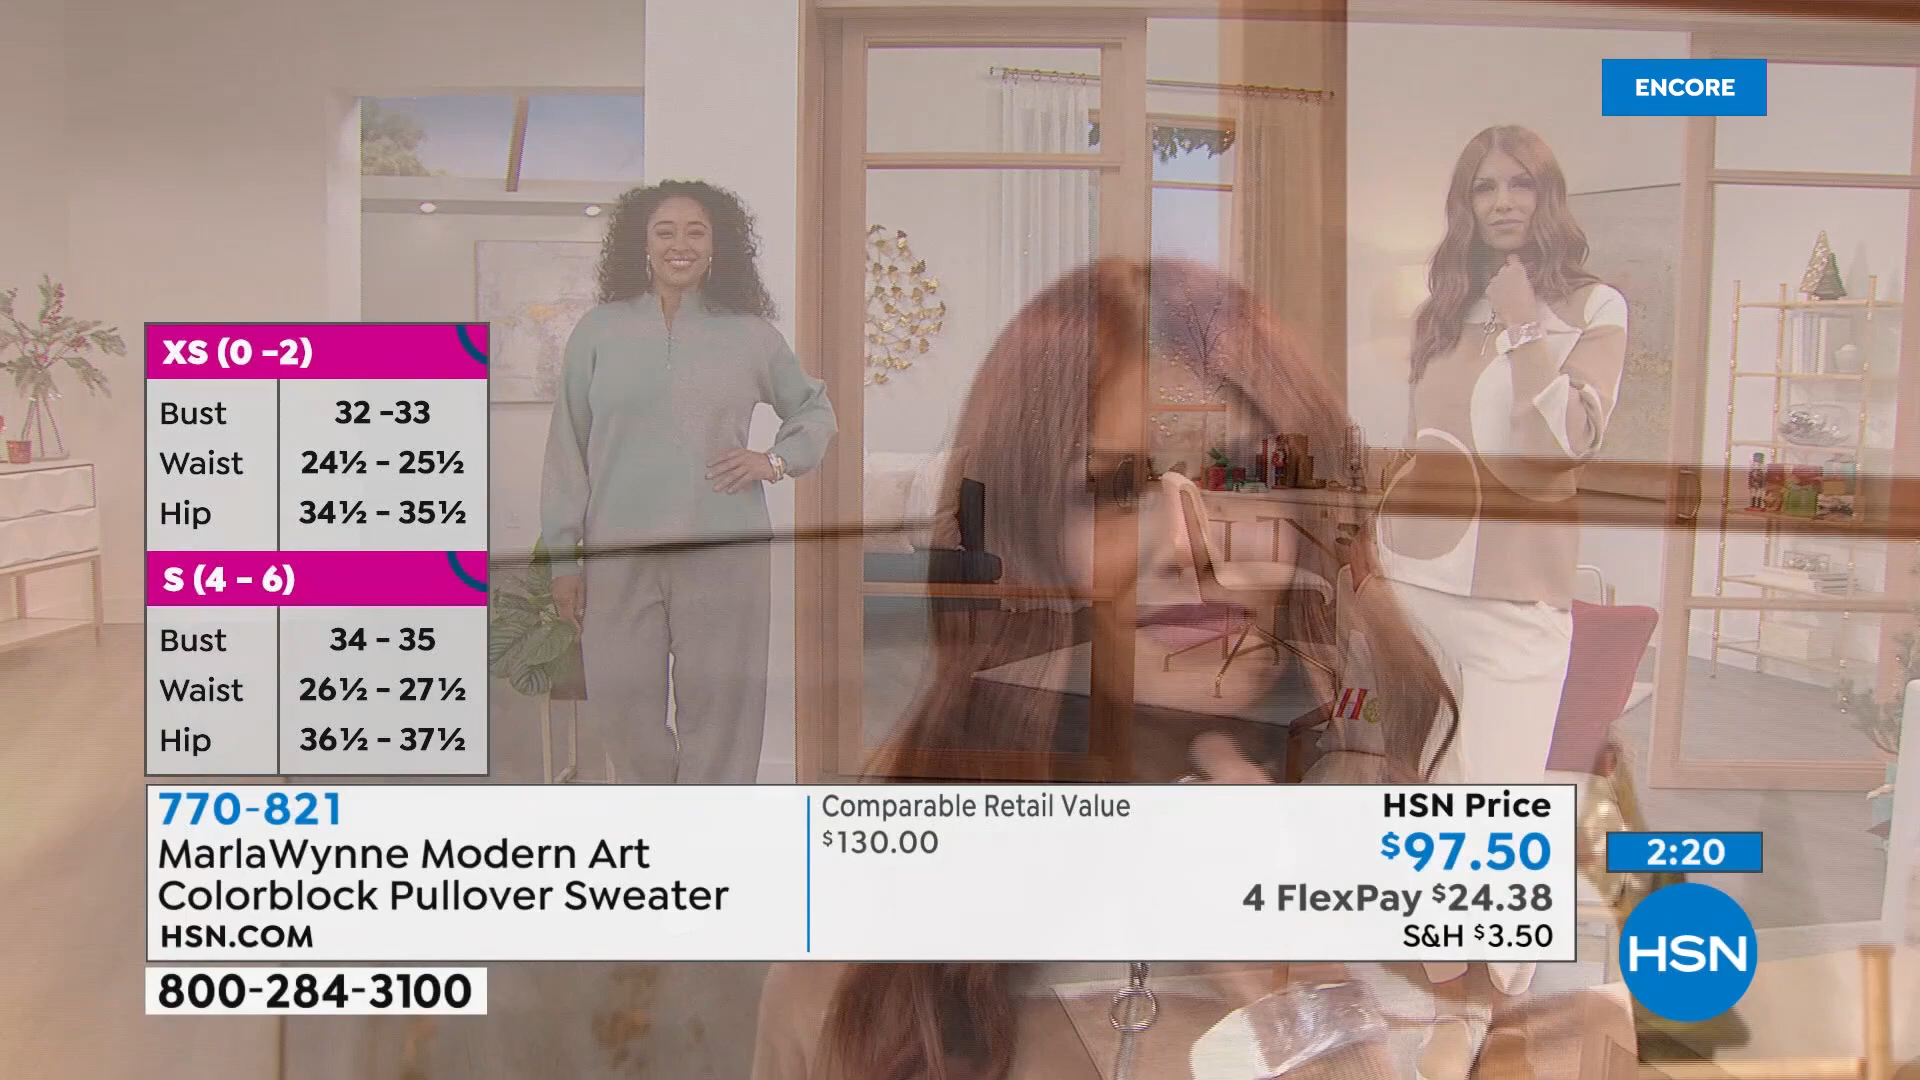 ENCORE
XS (0 –2)
Bust 32 –33
Waist 24½ – 25½
Hip 34½ – 35½
S (4 – 6)
Bust 34 – 35
Waist 26½ – 27½
Hip 36½ – 37½
770-821
MarlaWynne Modern Art
Colorblock Pullover Sweater
HSN.COM
Comparable Retail Value
$130.00
HSN Price
$97.50
4 FlexPay $24.38
S&H $3.50
2:20
HSN
800-284-3100